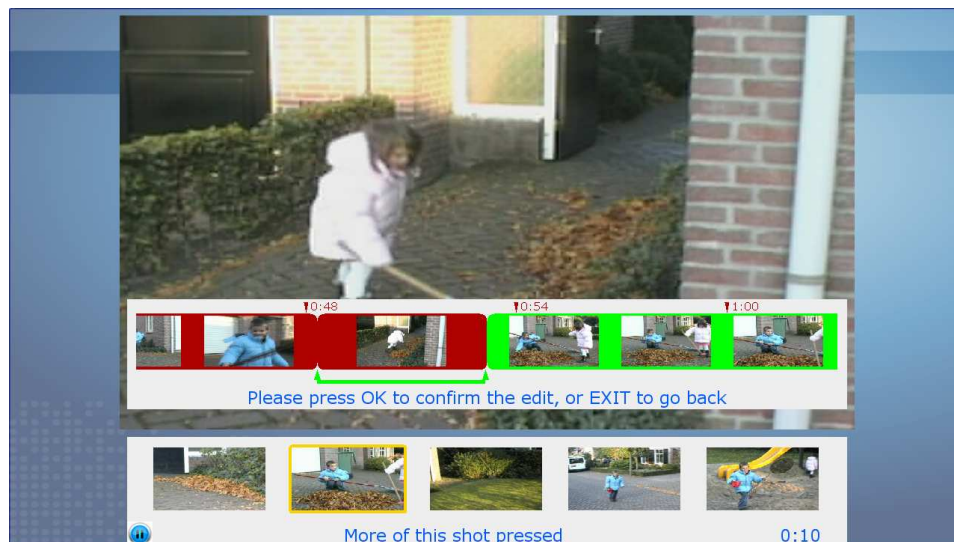 0:48 0:54 1:00
Please press OK to confirm the edit, or EXIT to go back
More of this shot pressed 0:10